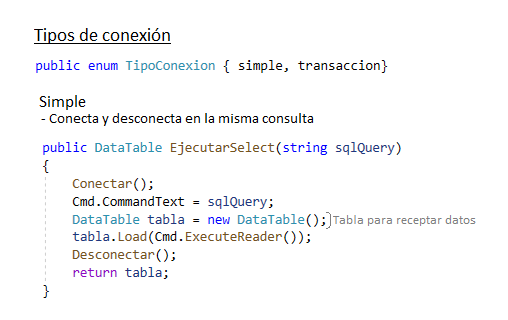 Tipos de conexión
public enum TipoConexion { simple, transaccion}
Simple
- Conecta y desconecta en la misma consulta
public DataTable EjecutarSelect(string sqlQuery)
{
Conectar();
Cmd.CommandText = sqlQuery;
DataTable tabla = new DataTable(); Tabla para receptar datos
tabla.Load(Cmd.ExecuteReader());
Desconectar();
return tabla;
}